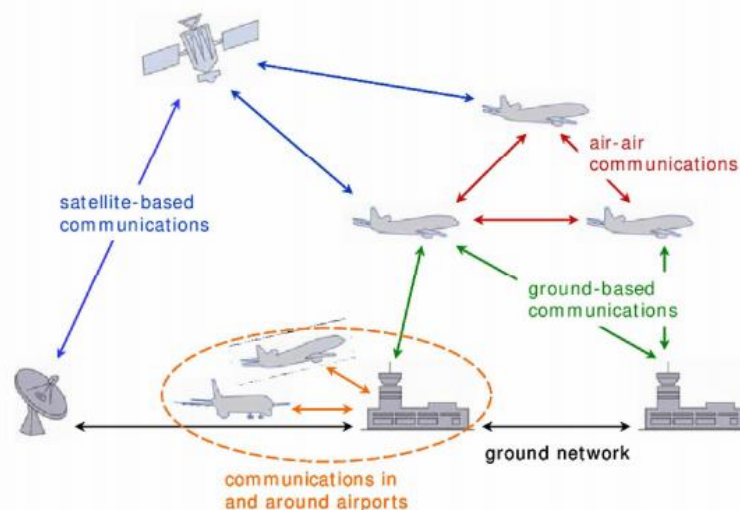 air-air
communications
satellite-based
communications
ground-based
communications
ground network
communications in
and around airports